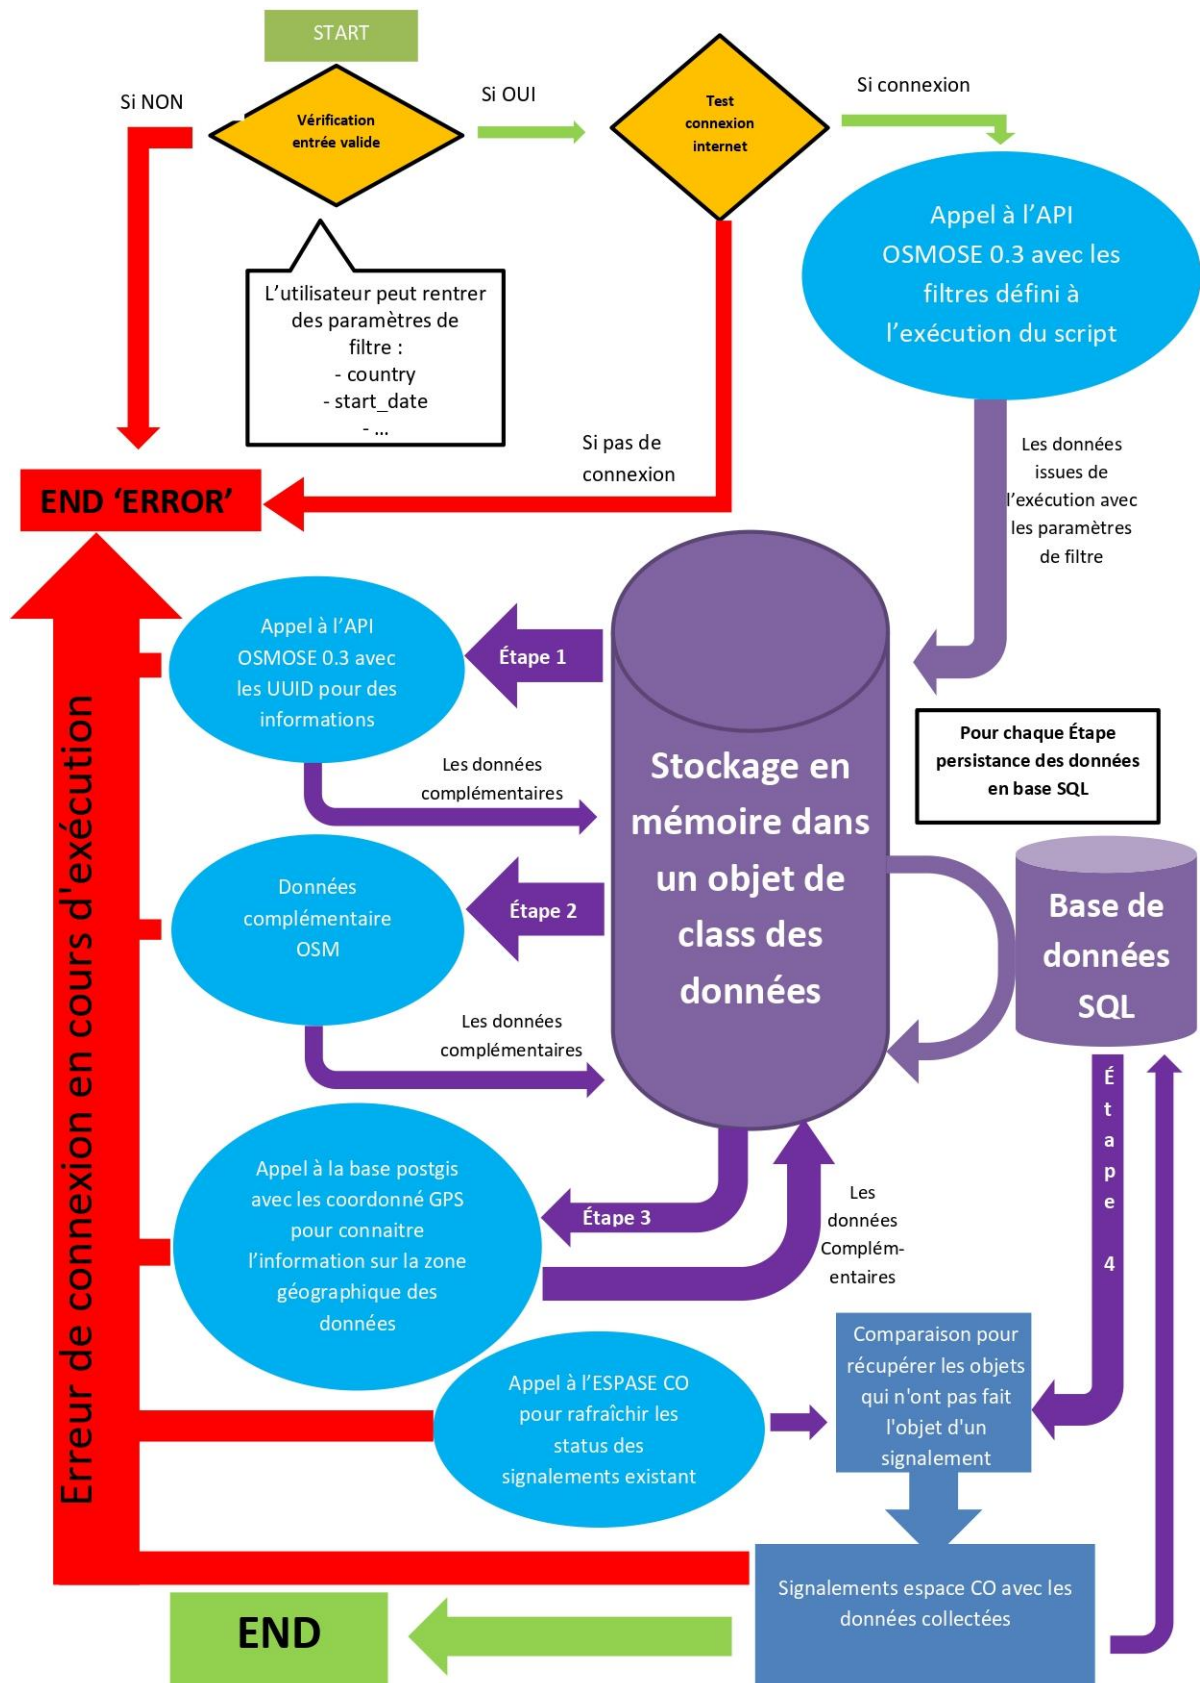 START
Si NON
Vérification
entrée valide
Si OUI
Test
connexion
internet
Si connexion
Appel à l'API
OSMOSE 0.3 avec les
filtres défini à
l'exécution du script
L'utilisateur peut rentrer
des paramètres de
filtre :
- country
- start_date
- ...
Si pas de
connexion
Les données
issues de
l'exécution avec
les paramètres
de filtre
END 'ERROR'
Appel à l'API
OSMOSE 0.3 avec
les UUID pour des
informations
Étape 1
Les données
complémentaires
Stockage en
mémoire dans
un objet de
class des
données
Pour chaque Étape
persistance des données
en base SQL
Données
complémentaire
OSM
Étape 2
Les données
complémentaires
Base de
données
SQL
Erreur de connexion en cours d'exécution
Appel à la base postgis
avec les coordonné GPS
pour connaitre
l'information sur la zone
géographique des
données
Étape 3
Les
données
Complém-
entaires
Étape 4
Appel à l'ESPASE CO
pour rafraîchir les
status des
signalements existant
Comparaison pour
récupérer les objets
qui n'ont pas fait
l'objet d'un
signalement
Signalements espace CO avec les
données collectées
END